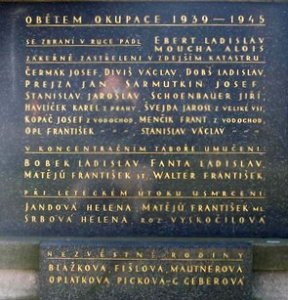 OBĚTEM OKUPACE 1939–1945
SE ZBRANÍ V RUCE PADL EBERT LADISLAV
MOUCHA ALOIS
ZÁKEŘNĚ ZASTŘELENI V ZDEJŠÍM KATASTRU
ČERMÁK JOSEF, DIVIŠ VÁCLAV, DOBŠ LADISLAV,
PREJZA JAN, SARMUTKIN JOSEF,
STANISLAV JAROSLAV, SCHOENBAUER JIŘÍ,
HAVLÍČEK KAREL Z PRAHY, ŠVEJDA JAROSL. Z VELIKÉ VSI,
KOPÁČ JOSEF Z VODOCHOD, MENČÍK FRANT. Z VODOCHOD,
OPL FRANTIŠEK –"– STANISLAV VÁCLAV –"–
V KONCENTRAČNÍM TÁBOŘE UMUČENI
BOBEK LADISLAV, FANTA LADISLAV,
MATĚJŮ FRANTIŠEK ST., WALTER FRANTIŠEK,
PŘI LETECKÉM ÚTOKU USMRCENI
JANDOVÁ HELENA, MATĚJŮ FRANTIŠEK ML.
SRBOVÁ HELENA ROZ. VYSKOČILOVÁ
NEZVĚSTNÉ RODINY
BLAŽKOVA, FIŠLOVA, MAUTNEROVA
OPLATKOVA, PICKOVA-GEBEROVÁ